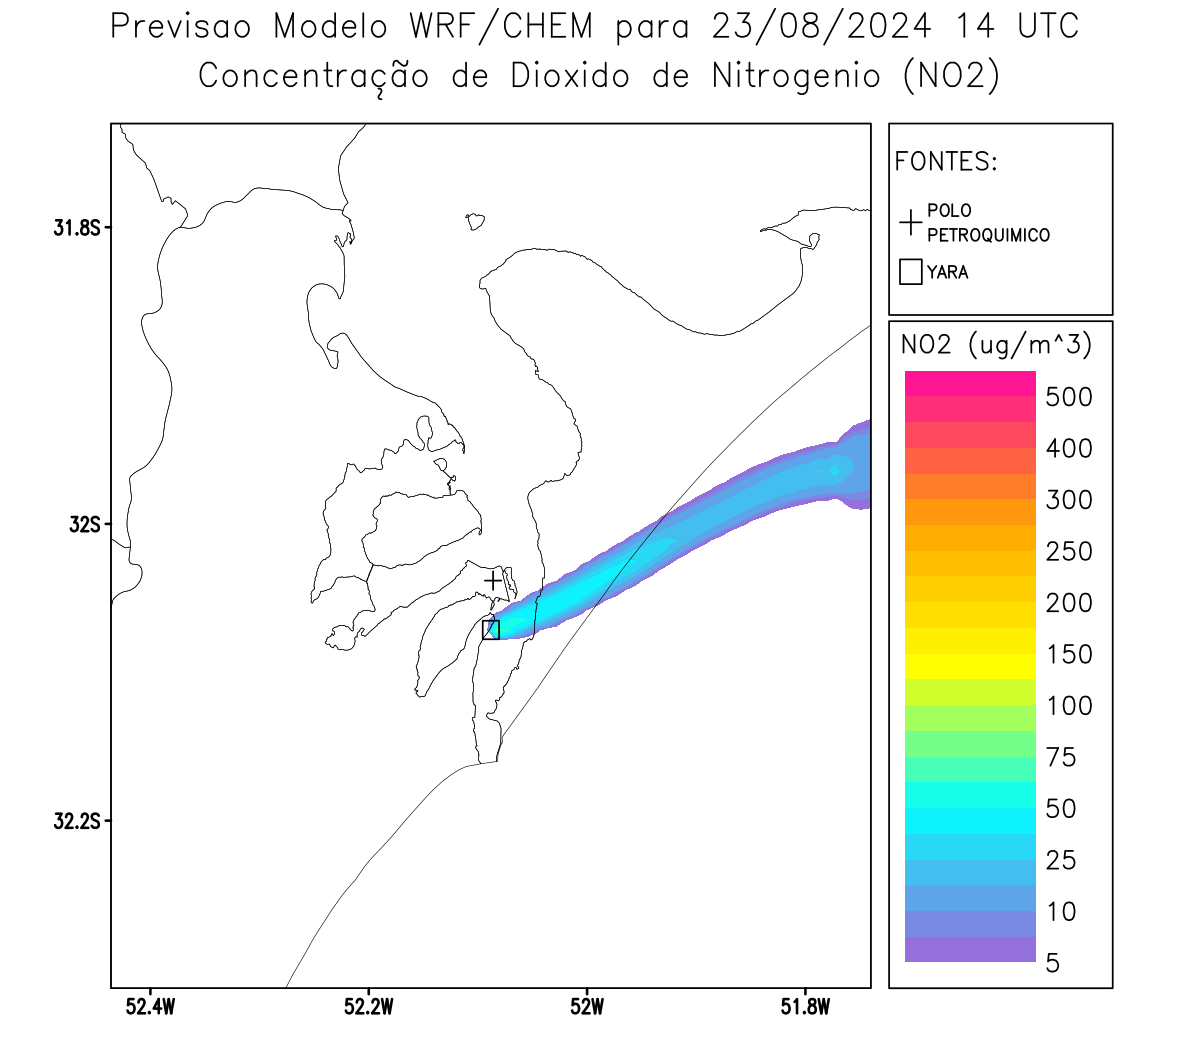 Previsao Modelo WRF/CHEM para 23/08/2024 14 UTC
Concentração de Dioxido de Nitrogenio (NO2)
FONTES:
POLO
PETROQUIMICO
YARA
NO2 (ug/m^3)
500
400
300
250
200
150
100
75
50
25
10
5
31.8S
32S
32.2S
52.4W
52.2W
52W
51.8W